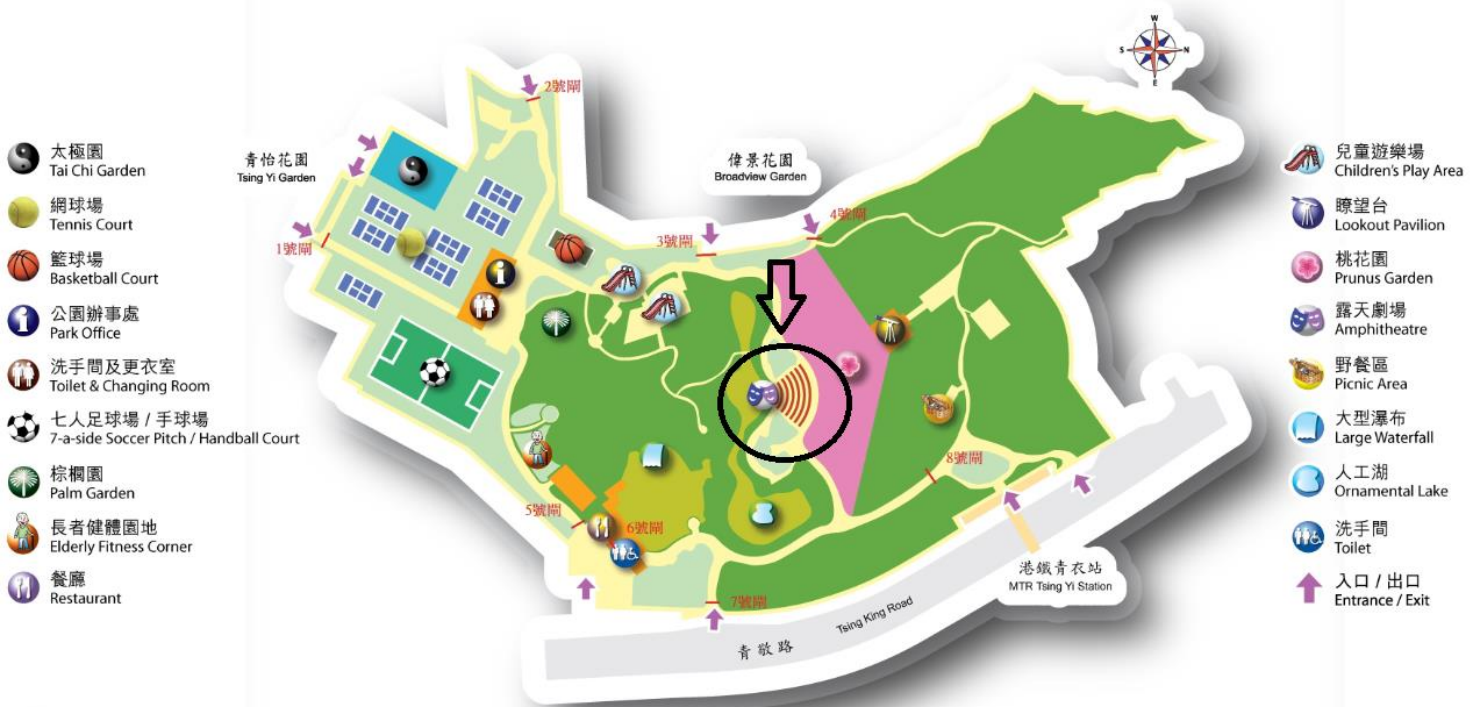 太極園
Tai Chi Garden
網球場
Tennis Court
籃球場
Basketball Court
公園辦事處
Park Office
洗手間及更衣室
Toilet & Changing Room
七人足球場 / 手球場
7-a-side Soccer Pitch / Handball Court
棕櫚園
Palm Garden
長者健體園地
Elderly Fitness Corner
餐廳
Restaurant
青怡花園
Tsing Yi Garden
1號閘
2號閘
偉景花園
Broadview Garden
3號閘
4號閘
5號閘
6號閘
7號閘
8號閘
港鐵青衣站
MTR Tsing Yi Station
青敬路
Tsing King Road
W
S
N
E
兒童遊樂場
Children's Play Area
瞭望台
Lookout Pavilion
桃花園
Prunus Garden
露天劇場
Amphitheatre
野餐區
Picnic Area
大型瀑布
Large Waterfall
人工湖
Ornamental Lake
洗手間
Toilet
入口 / 出口
Entrance / Exit